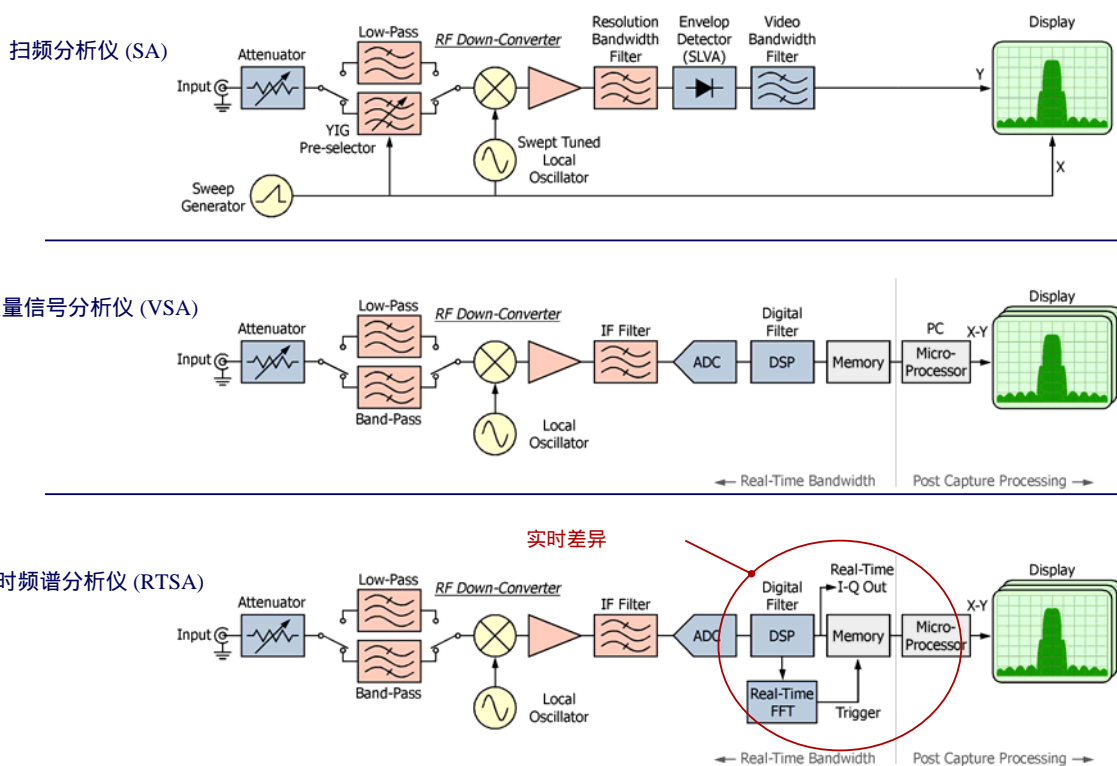 扫频分析仪 (SA)
Input
Attenuator
Low-Pass
YIG
Pre-selector
RF Down-Converter
Swept Tuned
Local
Oscillator
Resolution
Bandwidth
Filter
Envelop
Detector
(SLVA)
Video
Bandwidth
Filter
Y
Display
X
Sweep
Generator
量信号分析仪 (VSA)
Input
Attenuator
Low-Pass
Band-Pass
RF Down-Converter
Local
Oscillator
IF Filter
ADC
Digital
Filter
DSP
Memory
PC
Micro-
Processor
X-Y
Display
Real-Time Bandwidth
Post Capture Processing
实时差异
时频谱分析仪 (RTSA)
Input
Attenuator
Low-Pass
Band-Pass
RF Down-Converter
Local
Oscillator
IF Filter
ADC
Digital
Filter
DSP
Real-Time
I-Q Out
Memory
Real-Time
FFT
Trigger
Micro-
Processor
X-Y
Display
Real-Time Bandwidth
Post Capture Processing